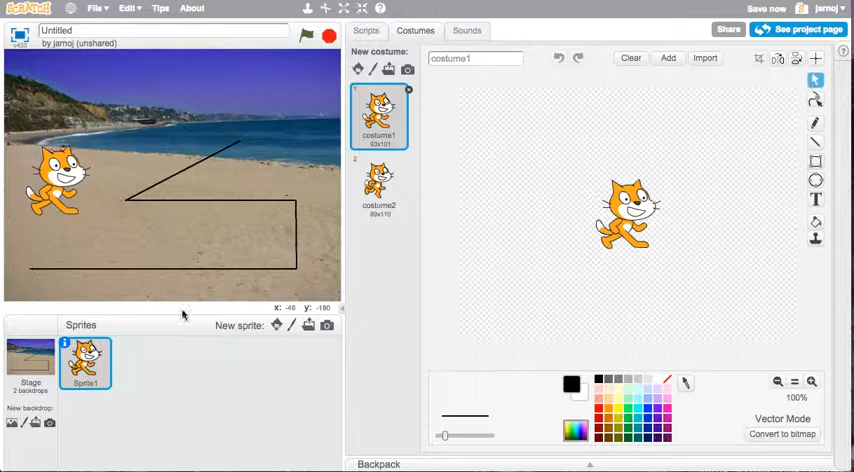 SCRATCH File Edit Tips About Save now jarnoj
Untitled
by jarnoj (unshared)
v433
Scripts Costumes Sounds
Share See project page
New costume:
costume1
Clear Add Import
1
costume1
93x101
2
costume2
89x110
x: -46 y: -180
Sprites New sprite:
Stage
2 backdrops
Sprite1
New backdrop:
100%
Vector Mode
Convert to bitmap
Backpack